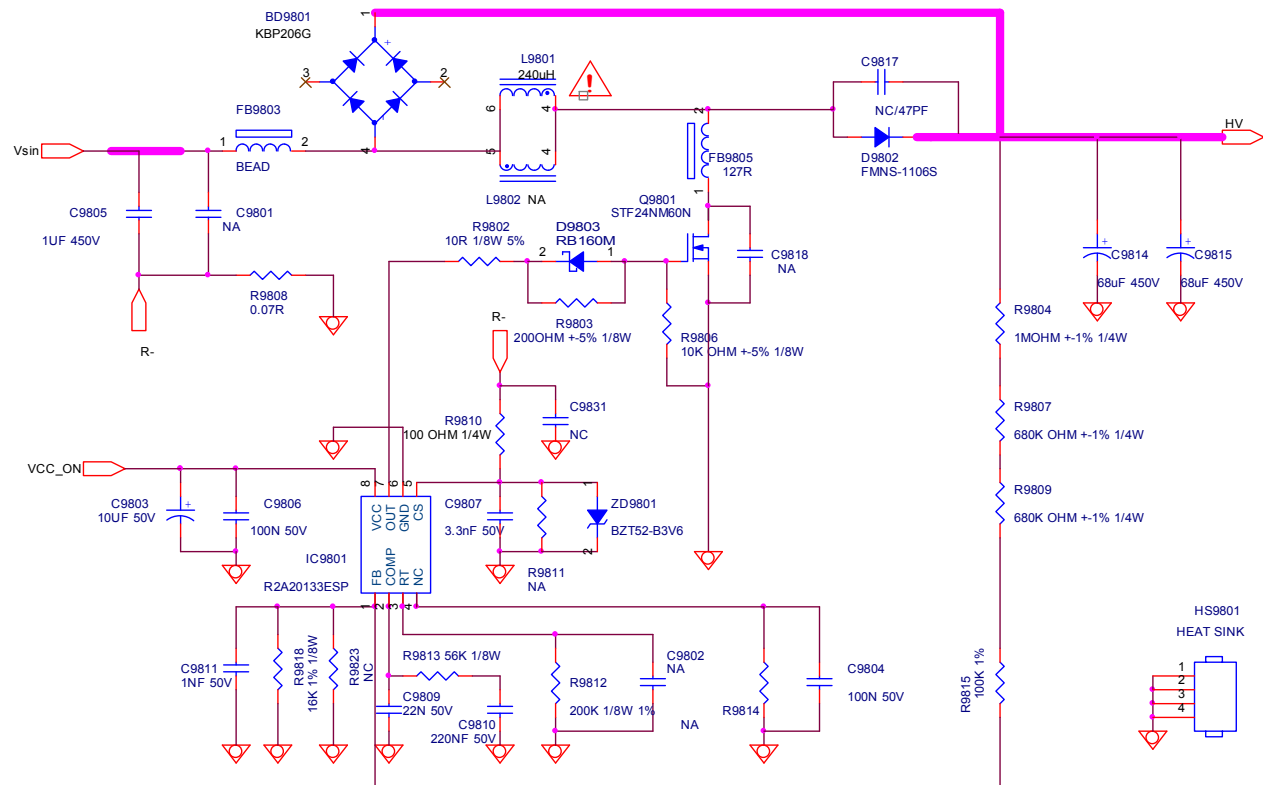 BD9801
KBP206G
1
3
2
4
FB9803
1
2
BEAD
Vsin
C9805
1UF 450V
C9801
NA
R9808
0.07R
R-
L9801
240uH
6
4
5
4
L9802 NA
C9817
NC/47PF
D9802
FMNS-1106S
HV
2
FB9805
127R
1
Q9801
STF24NM60N
C9818
NA
R9802
10R 1/8W 5%
D9803
RB160M
2
1
R9803
200OHM +-5% 1/8W
R9806
10K OHM +-5% 1/8W
C9814
68uF 450V
C9815
68uF 450V
R9804
1MOHM +-1% 1/4W
R9807
680K OHM +-1% 1/4W
R9809
680K OHM +-1% 1/4W
R9815
100K 1%
R-
R9810
100 OHM 1/4W
C9831
NC
VCC_ON
C9803
10UF 50V
C9806
100N 50V
8
7
6
5
VCC
OUT
GND
CS
FB
COMP
RT
NC
1
2
3
4
IC9801
R2A20133ESP
C9807
3.3nF 50V
R9811
NA
1
ZD9801
BZT52-B3V6
2
C9811
1NF 50V
R9818
16K 1% 1/8W
R9823
NC
R9813 56K 1/8W
C9809
22N 50V
C9810
220NF 50V
R9812
200K 1/8W 1%
C9802
NA
NA
R9814
C9804
100N 50V
HS9801
HEAT SINK
1
2
3
4